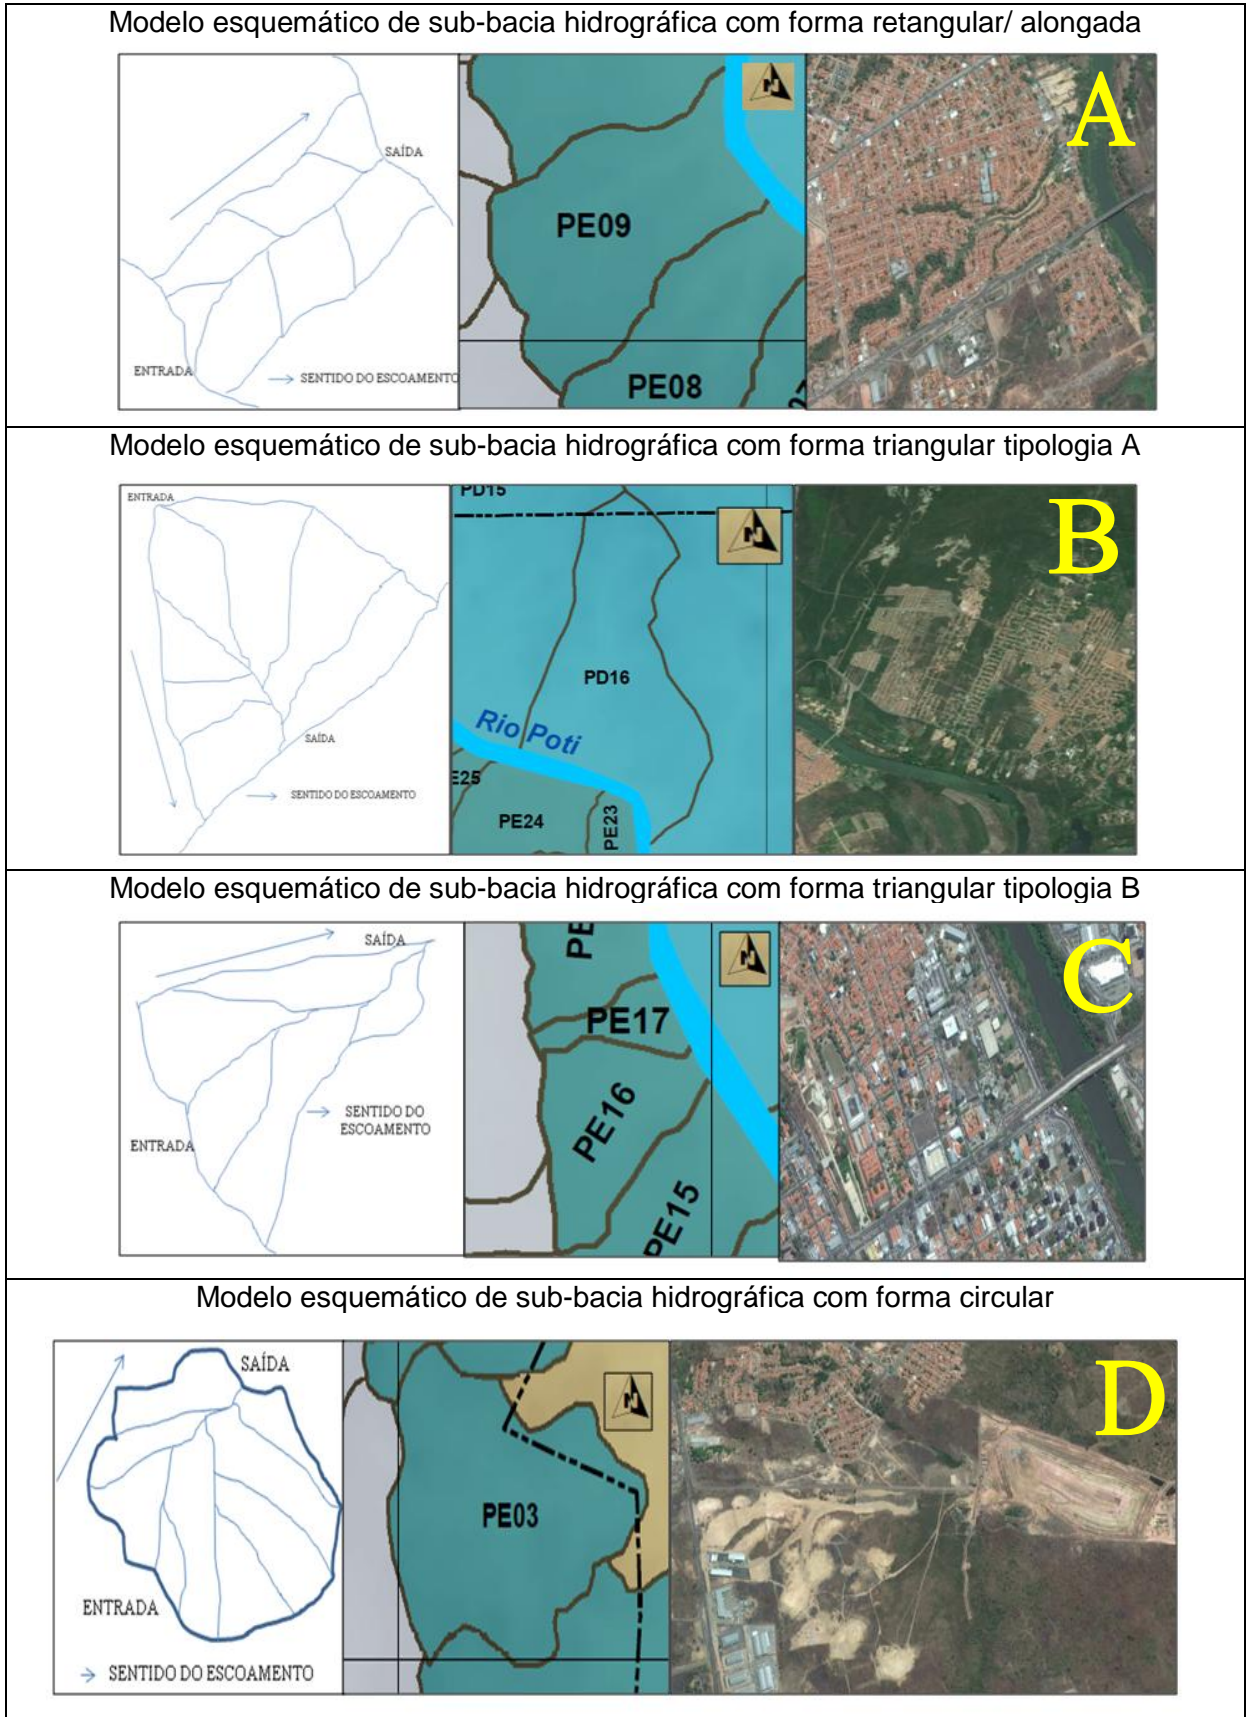 Modelo esquemático de sub-bacia hidrográfica com forma retangular/ alongada
SAÍDA
ENTRADA
SENTIDO DO ESCOAMENTO
N
PE09
PE08
A
Modelo esquemático de sub-bacia hidrográfica com forma triangular tipologia A
ENTRADA
SAÍDA
SENTIDO DO ESCOAMENTO
PD15
N
PD16
Rio Poti
E25
PE24
PE23
B
Modelo esquemático de sub-bacia hidrográfica com forma triangular tipologia B
SAÍDA
ENTRADA
SENTIDO DO
ESCOAMENTO
PE
N
PE17
PE16
PE15
C
Modelo esquemático de sub-bacia hidrográfica com forma circular
SAÍDA
ENTRADA
SENTIDO DO ESCOAMENTO
N
PE03
D